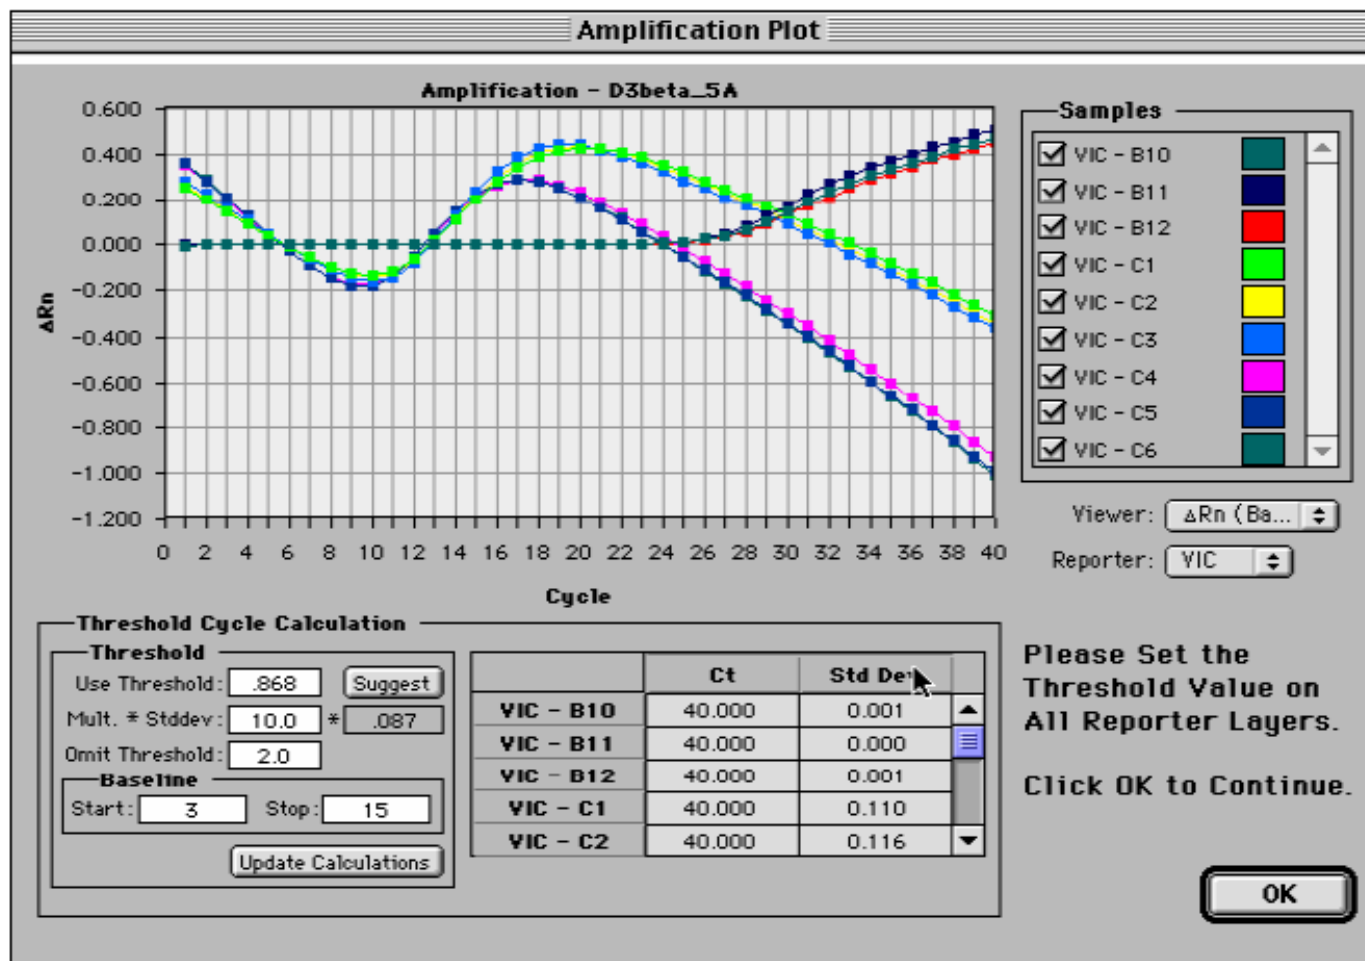 Amplification Plot
Amplification - D3beta_5A
0.600
0.400
0.200
0.000
-0.200
-0.400
-0.600
-0.800
-1.000
-1.200
ΔRn
0 2 4 6 8 10 12 14 16 18 20 22 24 26 28 30 32 34 36 38 40
Cycle
Samples
VIC - B10
VIC - B11
VIC - B12
VIC - C1
VIC - C2
VIC - C3
VIC - C4
VIC - C5
VIC - C6
Viewer: ΔRn (Ba...
Reporter: VIC
Threshold Cycle Calculation
Threshold
Use Threshold: .868 Suggest
Mult. * Stddev: 10.0 * .087
Omit Threshold: 2.0
Baseline
Start: 3 Stop: 15
Update Calculations
Ct Std De
VIC - B10 40.000 0.001
VIC - B11 40.000 0.000
VIC - B12 40.000 0.001
VIC - C1 40.000 0.110
VIC - C2 40.000 0.116
Please Set the
Threshold Value on
All Reporter Layers.
Click OK to Continue.
OK